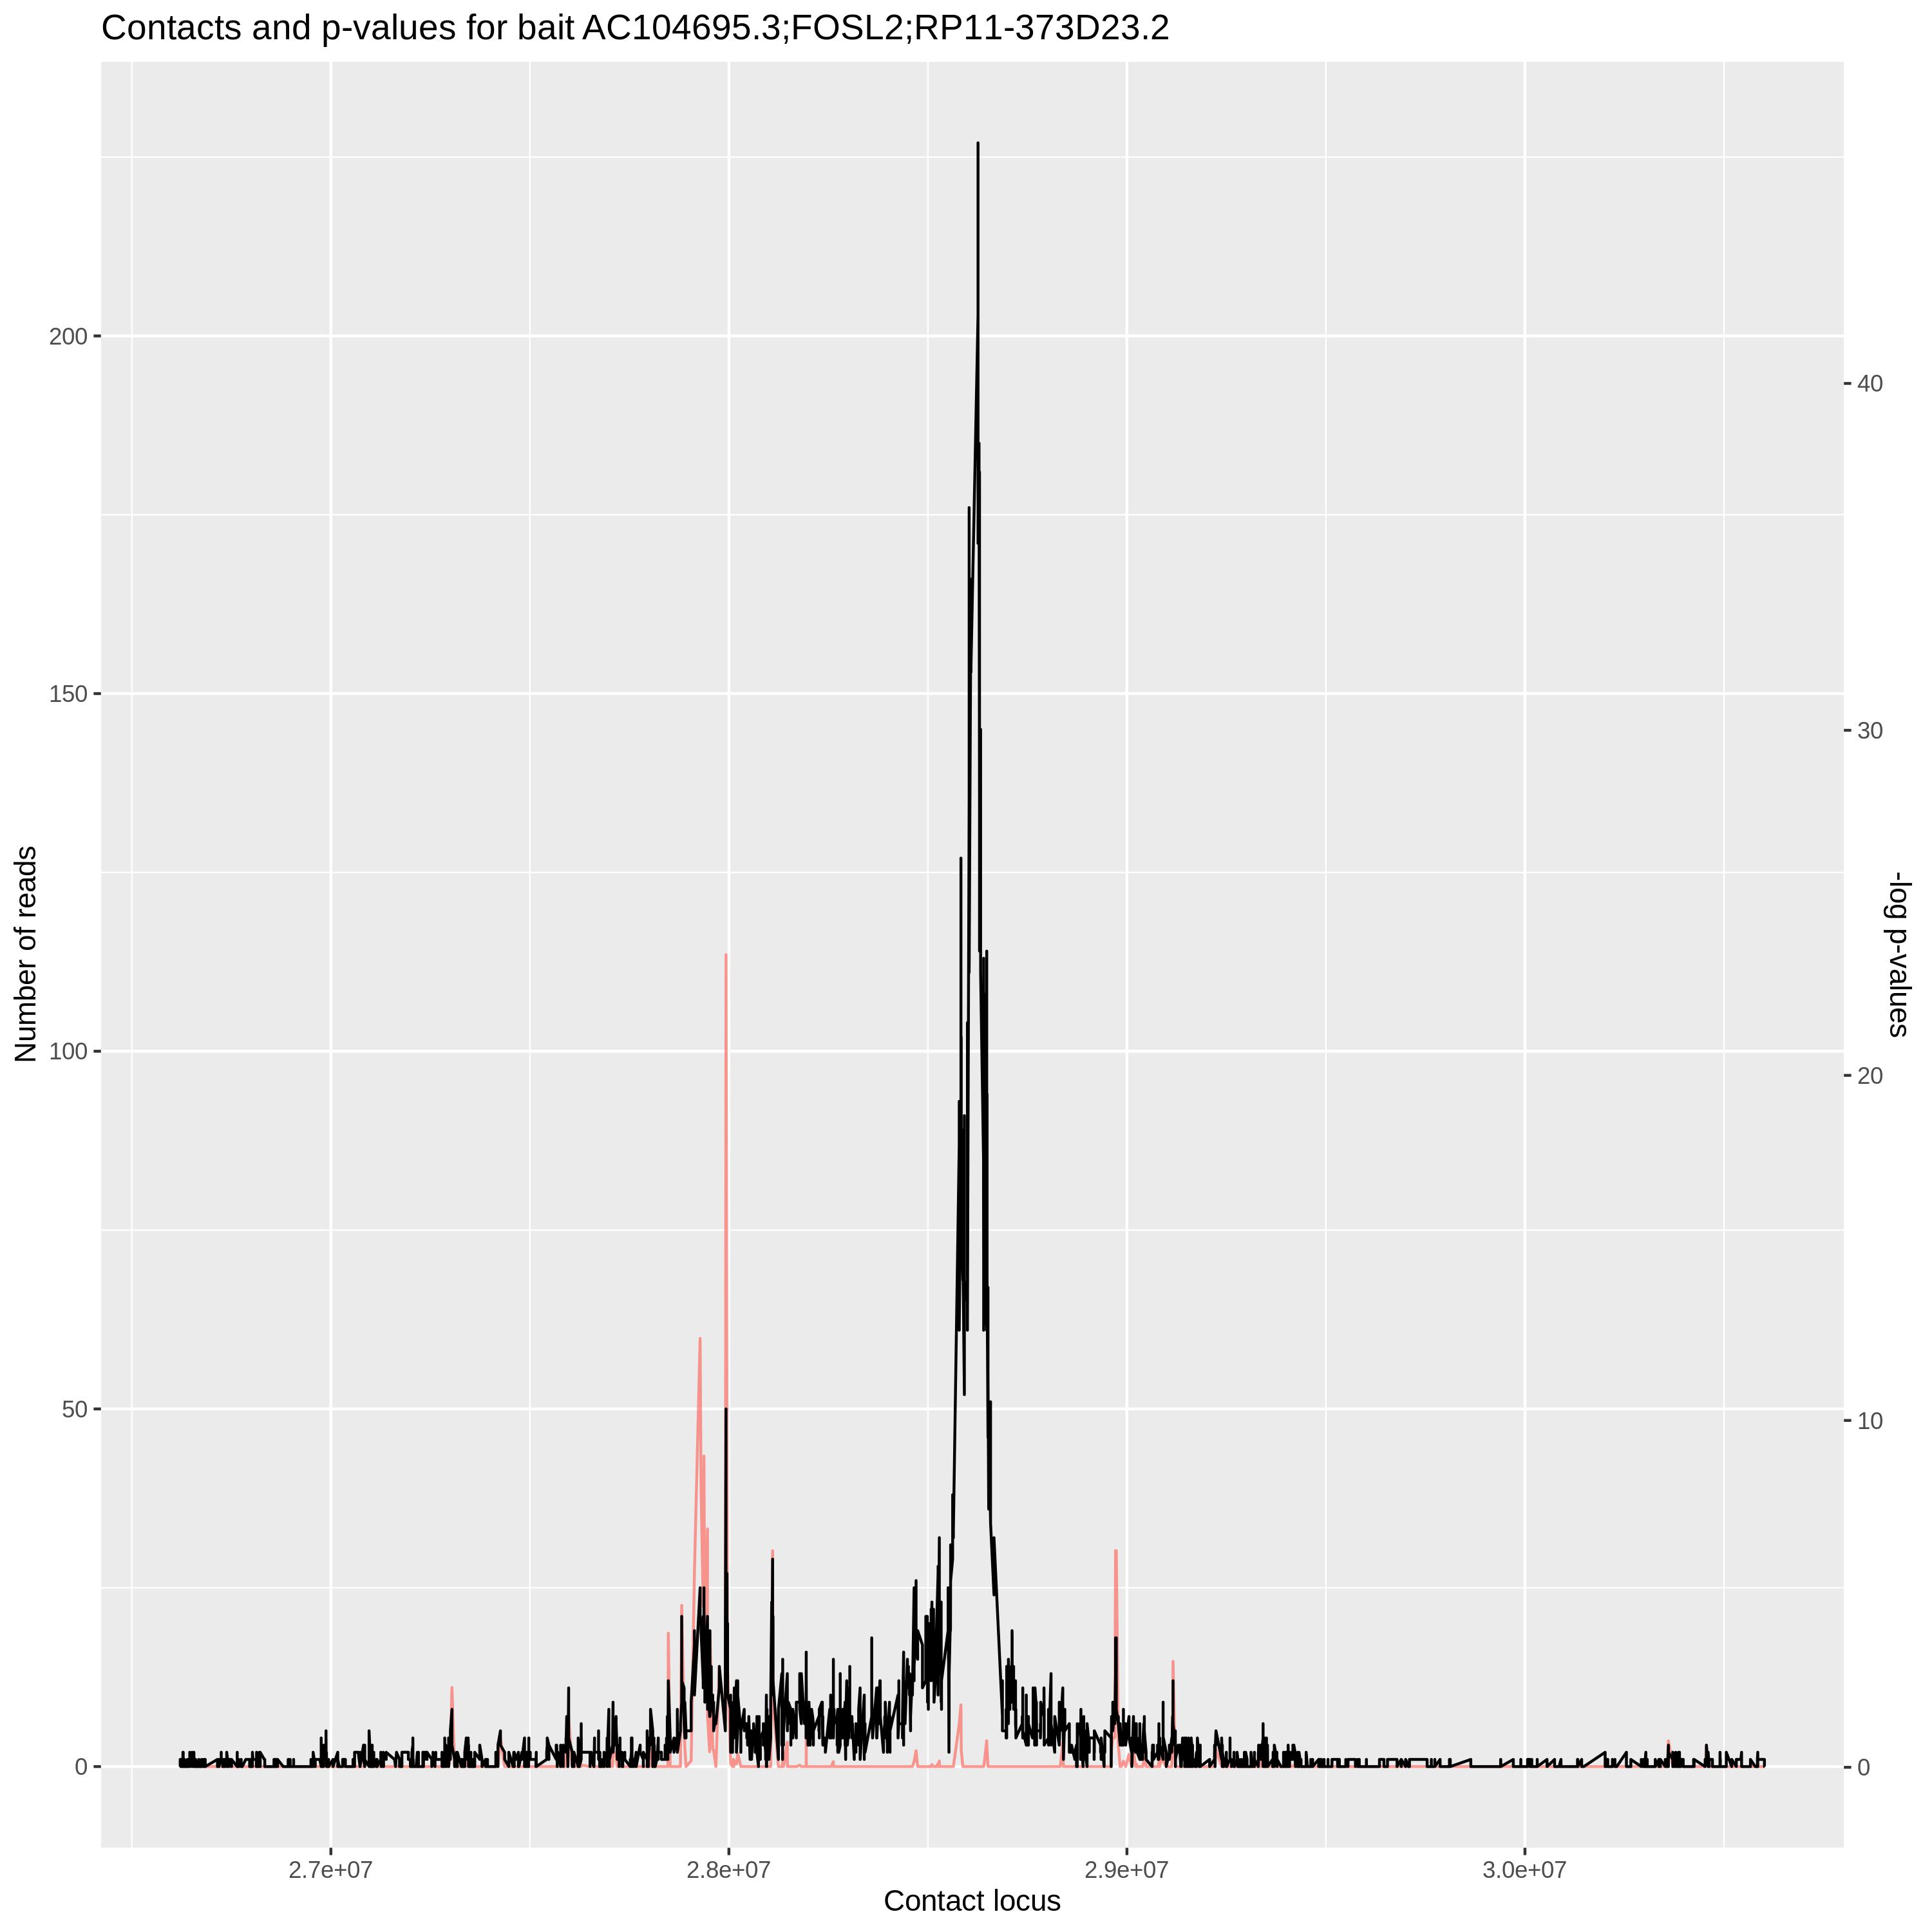 Contacts and p-values for bait AC104695.3;FOSL2;RP11-373D23.2
200
150
100
50
0
Number of reads
40
30
20
10
0
-log p-values
2.7e+07
2.8e+07
2.9e+07
3.0e+07
Contact locus